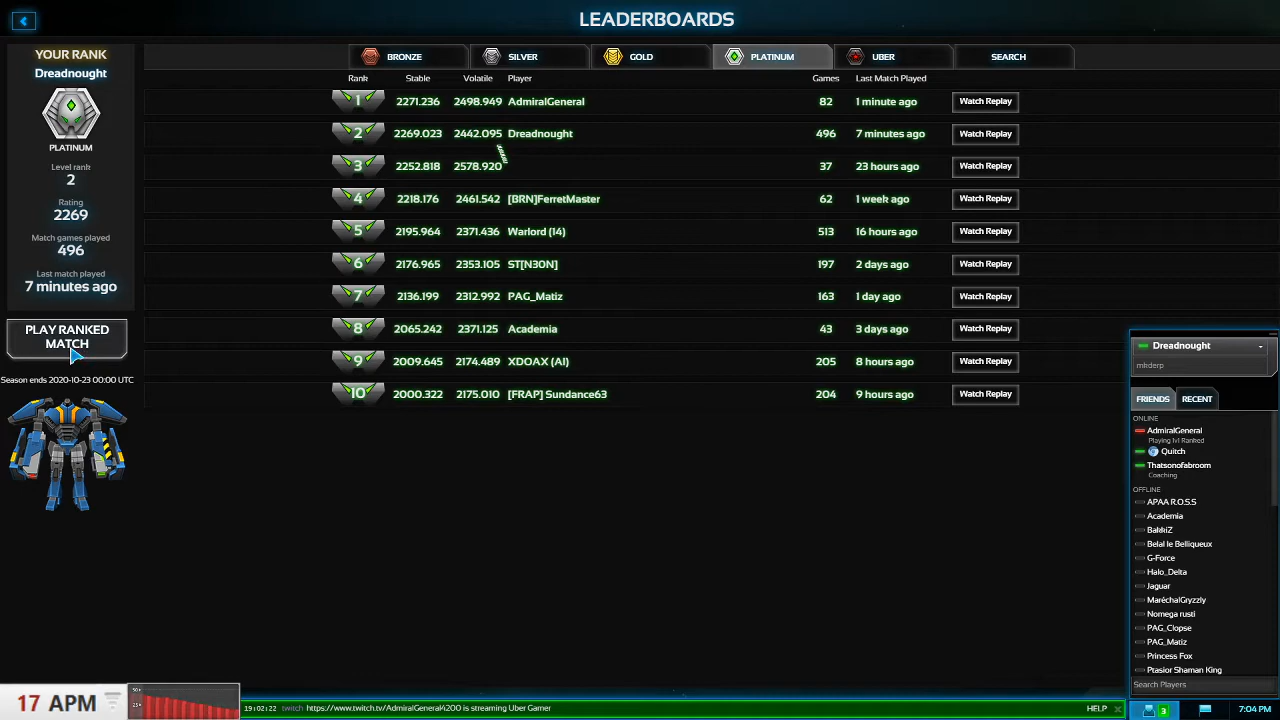 LEADERBOARDS
YOUR RANK
Dreadnought
PLATINUM
Level rank
2
Rating
2269
Match games played
496
Last match played
7 minutes ago
PLAY RANKED
MATCH
Season ends 2020-10-23 00:00 UTC
BRONZE SILVER GOLD PLATINUM UBER SEARCH
Rank Stable Volatile Player Games Last Match Played
1 2271.236 2498.949 AdmiralGeneral 82 1 minute ago Watch Replay
2 2269.023 2442.095 Dreadnought 496 7 minutes ago Watch Replay
3 2252.818 2578.920 37 23 hours ago Watch Replay
4 2218.176 2461.542 [BRN]FerretMaster 62 1 week ago Watch Replay
5 2195.964 2371.436 Warlord (14) 513 16 hours ago Watch Replay
6 2176.965 2353.105 ST[N30N] 197 2 days ago Watch Replay
7 2136.199 2312.992 PAG_Matiz 163 1 day ago Watch Replay
8 2065.242 2371.125 Academia 43 3 days ago Watch Replay
9 2009.645 2174.489 XDOAX (AI) 205 8 hours ago Watch Replay
10 2000.322 2175.010 [FRAP] Sundance63 204 9 hours ago Watch Replay
Dreadnought
mkderp
FRIENDS RECENT
ONLINE
AdmiralGeneral
Playing 1v1 Ranked
Quitch
Thatsonofabroom
Coaching
OFFLINE
APAA R.O.S.S
Academia
BakkiZ
Belal le Belliqueux
G-Force
Halo_Delta
Jaguar
MaréchalGryzzly
Nomega rusti
PAG_Clopse
PAG_Matiz
Princess Fox
Ptasior Shaman King
Search Players
17 APM
50+
25+
19:02:22 twitch https://www.twitch.tv/AdmiralGeneral4200 is streaming Uber Gamer
HELP
3
7:04 PM